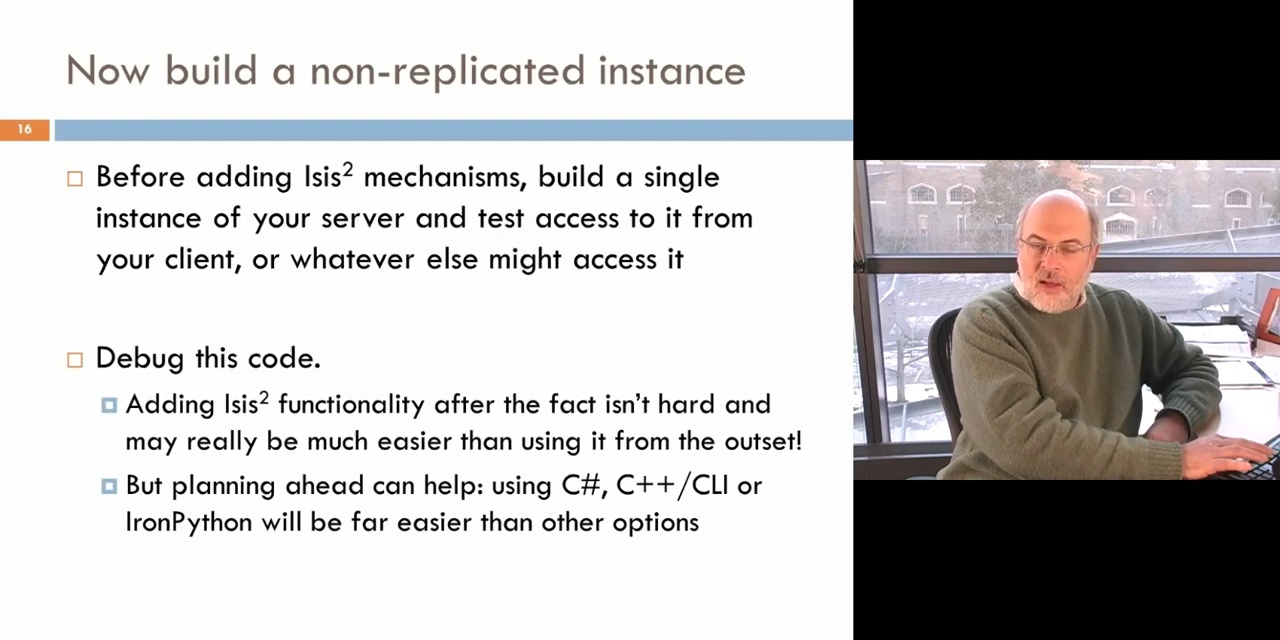 Now build a non-replicated instance
16
Before adding Isis² mechanisms, build a single
instance of your server and test access to it from
your client, or whatever else might access it
Debug this code.
Adding Isis² functionality after the fact isn't hard and
may really be much easier than using it from the outset!
But planning ahead can help: using C#, C++/CLI or
IronPython will be far easier than other options